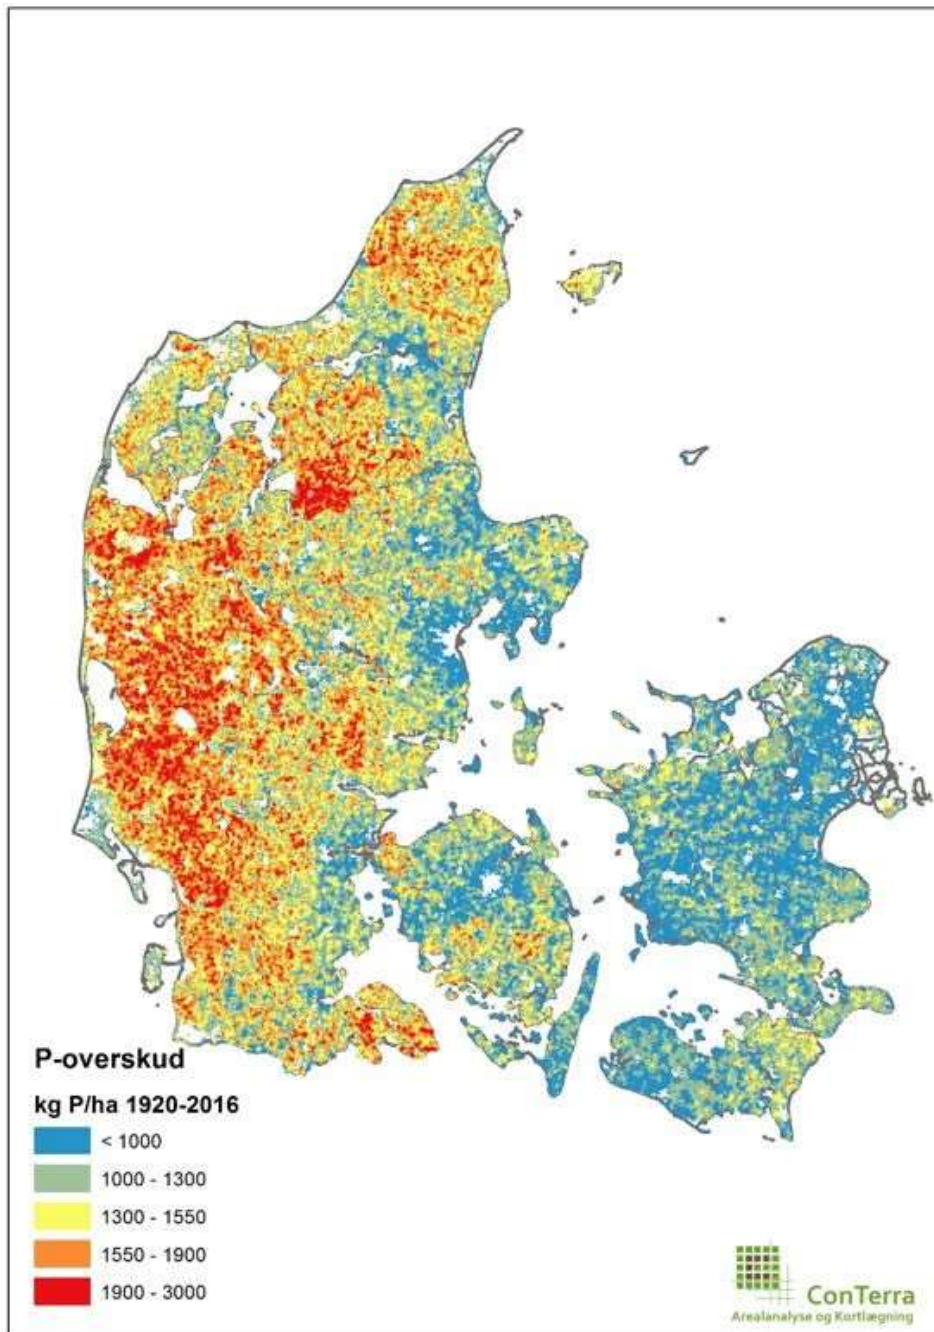 P-overskud
kg P/ha 1920-2016
< 1000
1000 - 1300
1300 - 1550
1550 - 1900
1900 - 3000
ConTerra
Arealanalyse og Kortlægning